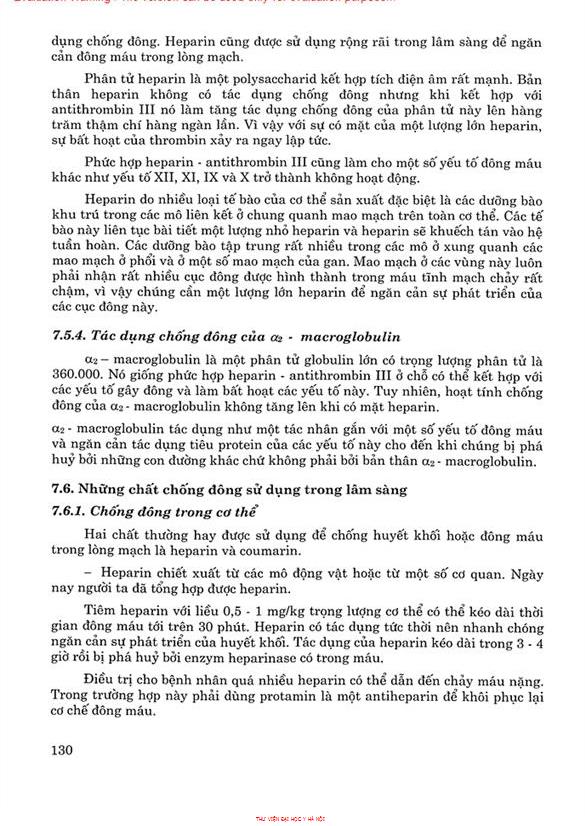 Evaluation Warning : The version can be used only for evaluation purpose...
dụng chống đông. Heparin cũng được sử dụng rộng rãi trong lâm sàng để ngăn
cản đông máu trong lòng mạch.
Phân tử heparin là một polysaccharid kết hợp tích điện âm rất mạnh. Bản
thân heparin không có tác dụng chống đông nhưng khi kết hợp với
antithrombin III nó làm tăng tác dụng chống đông của phân tử này lên hàng
trăm thậm chí hàng ngàn lần. Vì vậy với sự có mặt của một lượng lớn heparin,
sự bất hoạt của thrombin xảy ra ngay lập tức.
Phức hợp heparin - antithrombin III cũng làm cho một số yếu tố đông máu
khác như yếu tố XII, XI, IX và X trở thành không hoạt động.
Heparin do nhiều loại tế bào của cơ thể sản xuất đặc biệt là các dưỡng bào
khu trú trong các mô liên kết ở chung quanh mao mạch trên toàn cơ thể. Các tế
bào này liên tục bài tiết một lượng nhỏ heparin và heparin sẽ khuếch tán vào hệ
tuần hoàn. Các dưỡng bào tập trung rất nhiều trong các mô ở xung quanh các
mao mạch ở phổi và ở một số mao mạch của gan. Mao mạch ở các vùng này luôn
phải nhận rất nhiều cục đông được hình thành trong máu tĩnh mạch chảy rất
chậm, vì vậy chúng cần một lượng lớn heparin để ngăn cản sự phát triển của
các cục đông này.
7.5.4. Tác dụng chống đông của α2 - macroglobulin
α2 – macroglobulin là một phân tử globulin lớn có trọng lượng phân tử là
360.000. Nó giống phức hợp heparin - antithrombin III ở chỗ có thể kết hợp với
các yếu tố gây đông và làm bất hoạt các yếu tố này. Tuy nhiên, hoạt tính chống
đông của α2 - macroglobulin không tăng lên khi có mặt heparin.
α2 - macroglobulin tác dụng như một tác nhân gắn với một số yếu tố đông máu
và ngăn cản tác dụng tiêu protein của các yếu tố này cho đến khi chúng bị phá
huỷ bởi những con đường khác chứ không phải bởi bản thân α2 - macroglobulin.
7.6. Những chất chống đông sử dụng trong lâm sàng
7.6.1. Chống đông trong cơ thể
Hai chất thường hay được sử dụng để chống huyết khối hoặc đông máu
trong lòng mạch là heparin và coumarin.
– Heparin chiết xuất từ các mô động vật hoặc từ một số cơ quan. Ngày
nay người ta đã tổng hợp được heparin.
Tiêm heparin với liều 0,5 - 1 mg/kg trọng lượng cơ thể có thể kéo dài thời
gian đông máu tới trên 30 phút. Heparin có tác dụng tức thời nên nhanh chóng
ngăn cản sự phát triển của huyết khối. Tác dụng của heparin kéo dài trong 3 - 4
giờ rồi bị phá huỷ bởi enzym heparinase có trong máu.
Điều trị cho bệnh nhân quá nhiều heparin có thể dẫn đến chảy máu nặng.
Trong trường hợp này phải dùng protamin là một antiheparin để khôi phục lại
cơ chế đông máu.
130
THƯ VIỆN ĐẠI HỌC Y HÀ NỘI